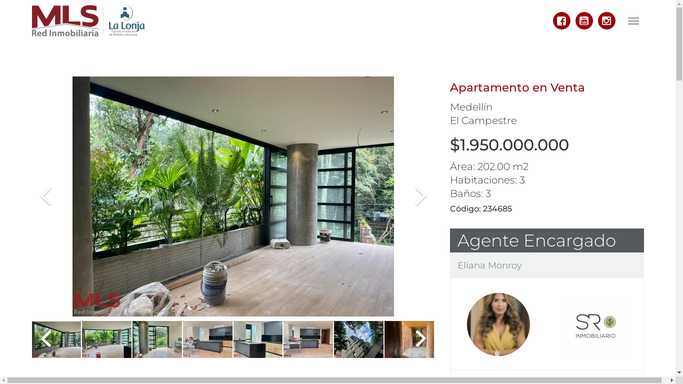 MLS
Red Inmobiliaria
La Lonja
Apartamento en Venta
Medellín
El Campestre
$1.950.000.000
Área: 202.00 m2
Habitaciones: 3
Baños: 3
Código: 234685
Agente Encargado
Eliana Monroy
MLS
SR
INMOBILIARIO